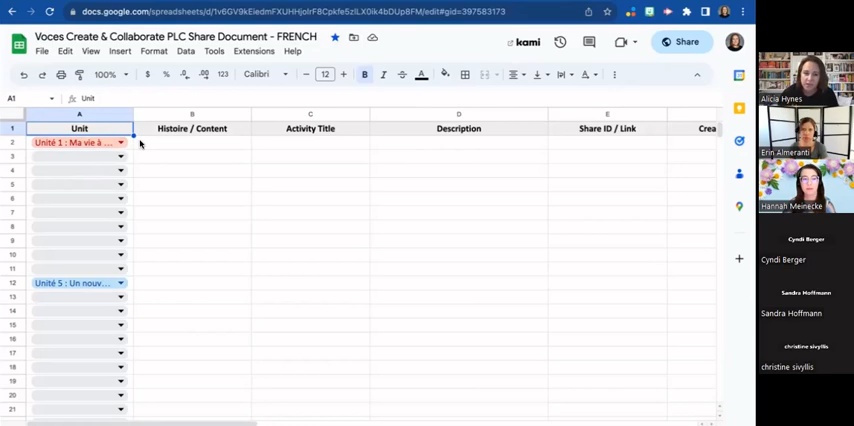 docs.google.com/spreadsheets/d/1v6GV9kEiedmFXUHHjolrF8Cpkfe5zILX0ik4bDUp8FM/edit#gid=397583173
Voces Create & Collaborate PLC Share Document - FRENCH
kami
Share
File Edit View Insert Format Data Tools Extensions Help
100% $ % .0 .00 123 Calibri 12 B I A
A1 fx Unit
A B C D E
1 Unit Histoire / Content Activity Title Description Share ID / Link Crea
2 Unité 1 : Ma vie à ...
3
4
5
6
7
8
9
10
11
12 Unité 5 : Un nouv...
13
14
15
16
17
18
19
20
21
Alicia Hynes
Erin Almeranti
Hannah Meinecke
Cyndi Berger
Cyndi Berger
Sandra Hoffmann
Sandra Hoffmann
christine sivyllis
christine sivyllis